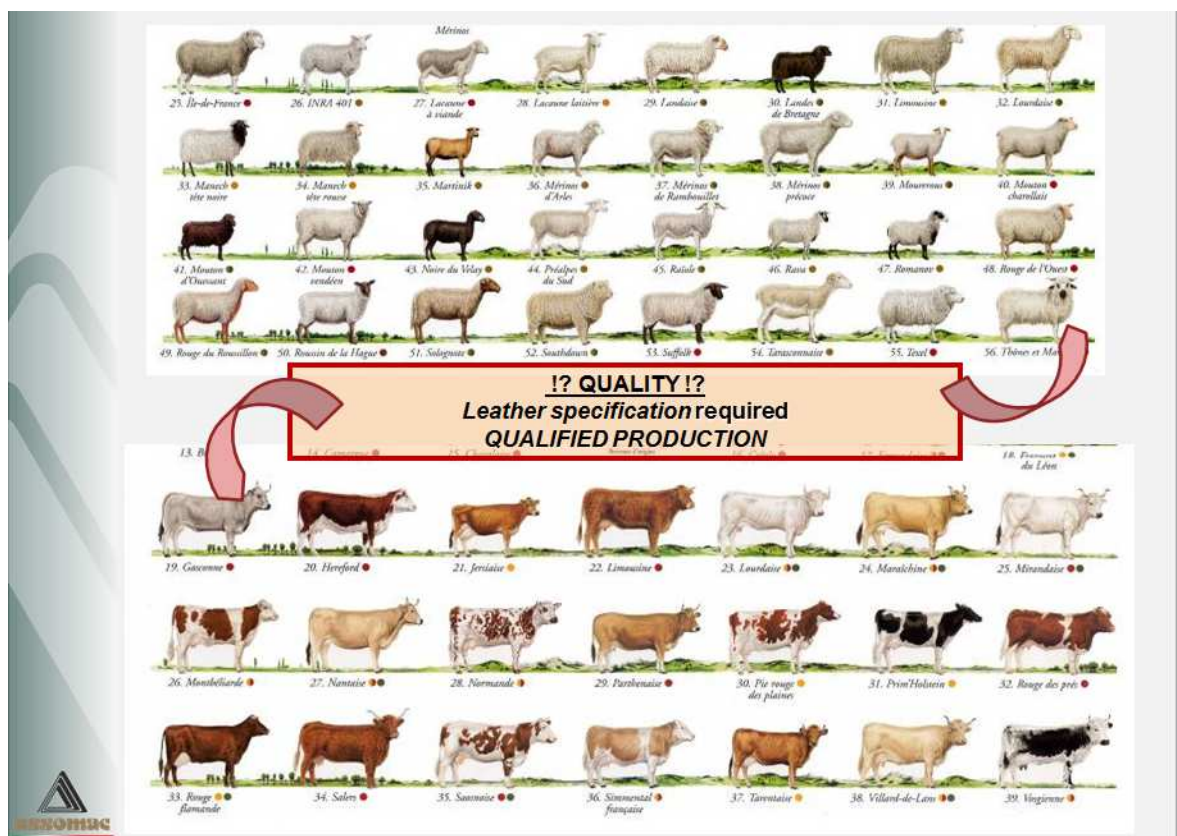 Mérinos
25. Île-de-France 26. INRA 401 27. Lacaune 28. Lacaune laitière 29. Landaise 30. Landes 31. Limousine 32. Lourdaise
à viande de Bretagne
33. Manech 34. Manech 35. Martinik 36. Mérinos 37. Mérinos 38. Mérinos 39. Mourerous 40. Mouton
tête noire tête rousse d'Arles de Rambouillet précoce charollais
41. Mouton 42. Mouton 43. Noire du Velay 44. Préalpes 45. Raïole 46. Rava 47. Romanov 48. Rouge de l'Ouest
d'Ouessant vendéen du Sud
49. Rouge du Roussillon 50. Roussin de la Hague 51. Solognote 52. Southdown 53. Suffolk 54. Tarasconnaise 55. Texel 56. Thônes et
!? QUALITY !?
Leather specification required
QUALIFIED PRODUCTION
13. 18.
du Léon
19. Gasconne 20. Hereford 21. Jersiaise 22. Limousine 23. Lourdaise 24. Maraîchine 25. Mirandaise
26. Montbéliarde 27. Nantaise 28. Normande 29. Parthenaise 30. Pie rouge 31. Prim'Holstein 32. Rouge des prés
des plaines
33. Rouge 34. Salers 35. Saosnoise 36. Simmental 37. Tarentaise 38. Villard-de-Lans 39. Vosgienne
flamande française
assomac